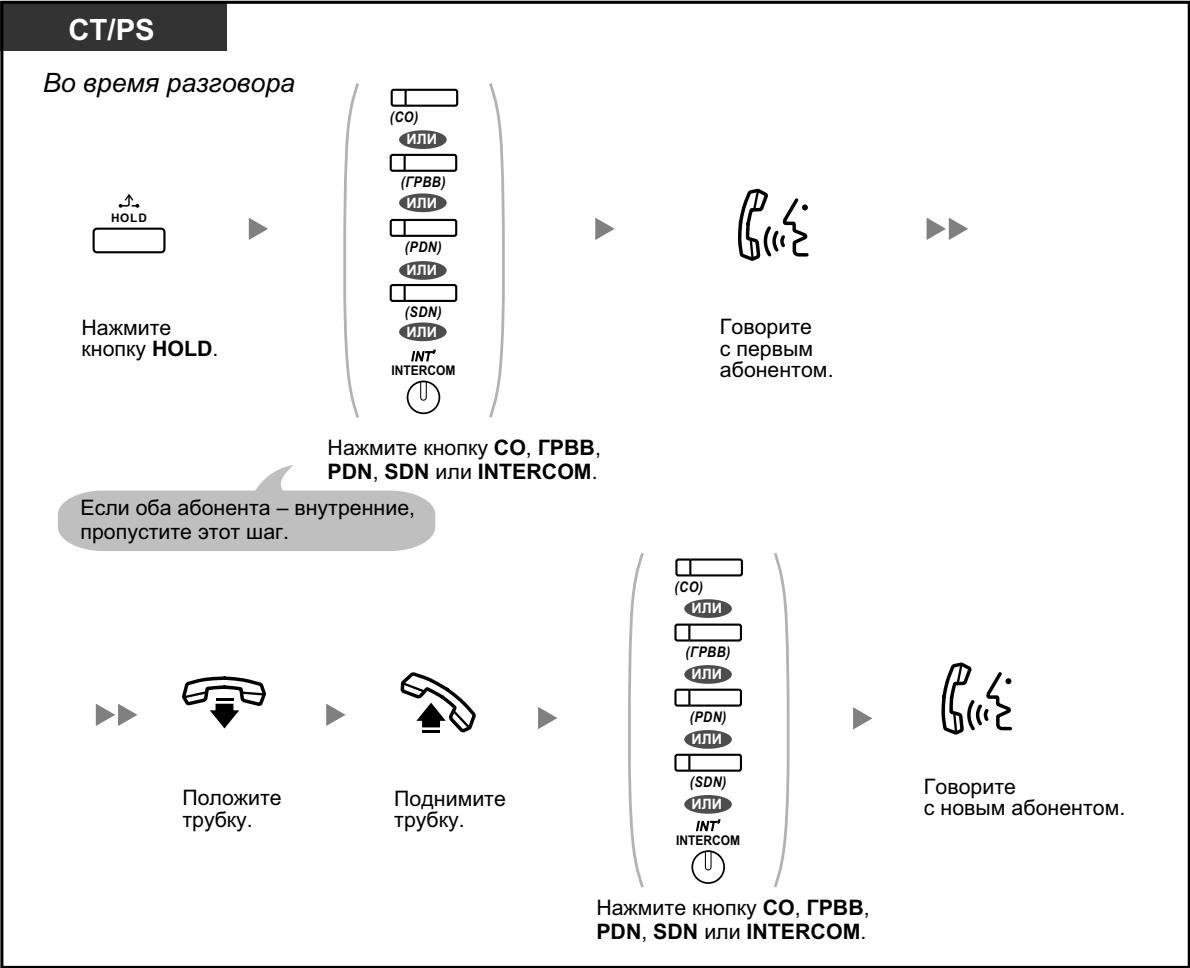 СТ/PS
Во время разговора
(CO)
ИЛИ
(ГРВВ)
ИЛИ
(PDN)
ИЛИ
(SDN)
ИЛИ
INT'
INTERCOM
HOLD
Нажмите
кнопку HOLD.
Нажмите кнопку CO, ГРВВ,
PDN, SDN или INTERCOM.
Если оба абонента – внутренние,
пропустите этот шаг.
Говорите
с первым
абонентом.
Положите
трубку.
Поднимите
трубку.
(CO)
ИЛИ
(ГРВВ)
ИЛИ
(PDN)
ИЛИ
(SDN)
ИЛИ
INT'
INTERCOM
Нажмите кнопку CO, ГРВВ,
PDN, SDN или INTERCOM.
Говорите
с новым абонентом.